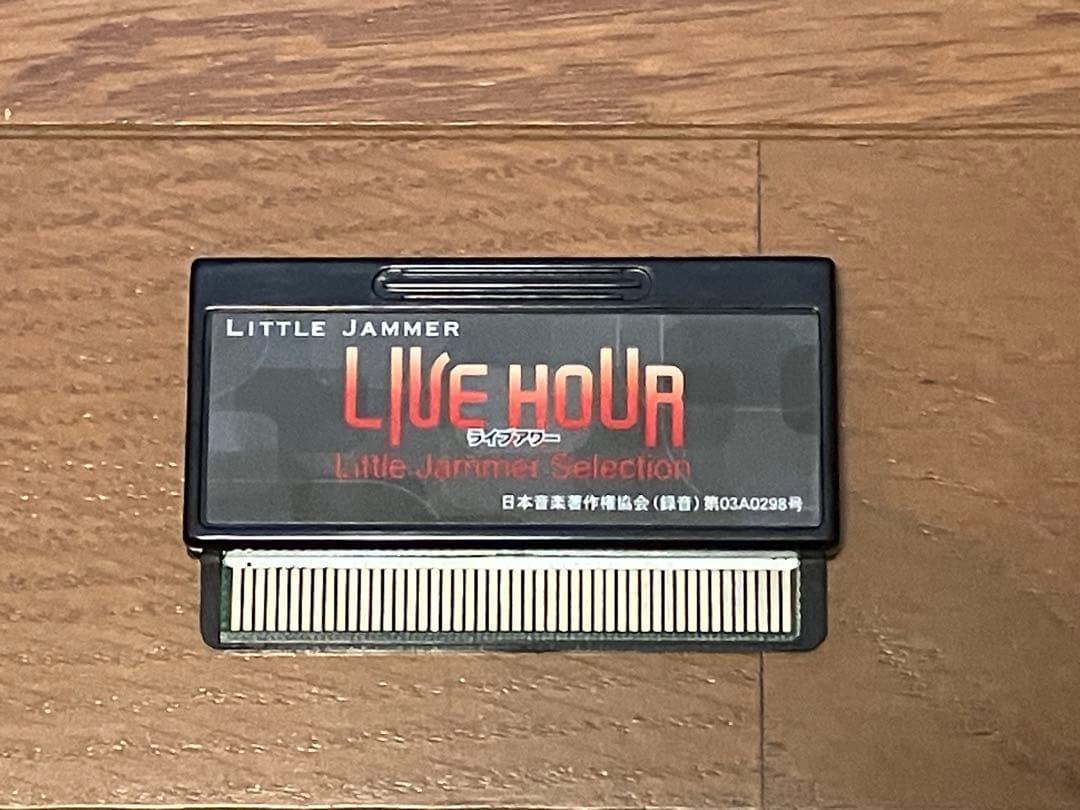 LITTLE JAMMER
LIVE HOUR
ライブアワー
Little Jammer Selection
日本音楽著作権協会(録音)第03A0298号